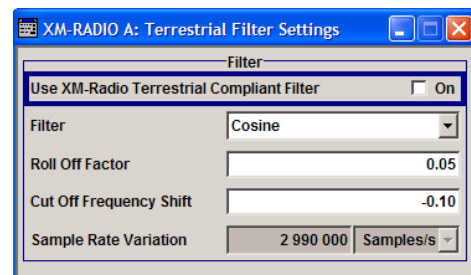 XM-RADIO A: Terrestrial Filter Settings
Filter
Use XM-Radio Terrestrial Compliant Filter On
Filter Cosine
Roll Off Factor 0.05
Cut Off Frequency Shift -0.10
Sample Rate Variation 2 990 000 Samples/s